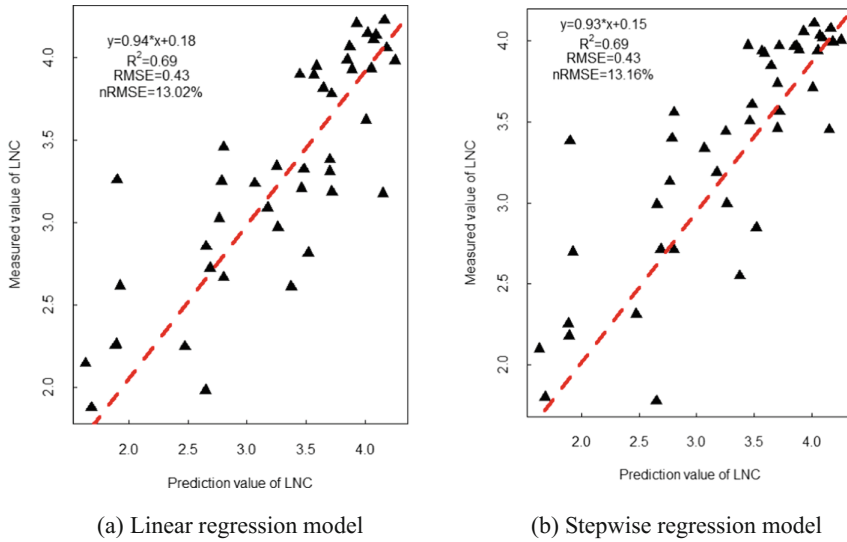 y=0.94*x+0.18
R²=0.69
RMSE=0.43
nRMSE=13.02%
Measured value of LNC
4.0
3.5
3.0
2.5
2.0
2.0 2.5 3.0 3.5 4.0
Prediction value of LNC
(a) Linear regression model
y=0.93*x+0.15
R²=0.69
RMSE=0.43
nRMSE=13.16%
Measured value of LNC
4.0
3.5
3.0
2.5
2.0
2.0 2.5 3.0 3.5 4.0
Prediction value of LNC
(b) Stepwise regression model